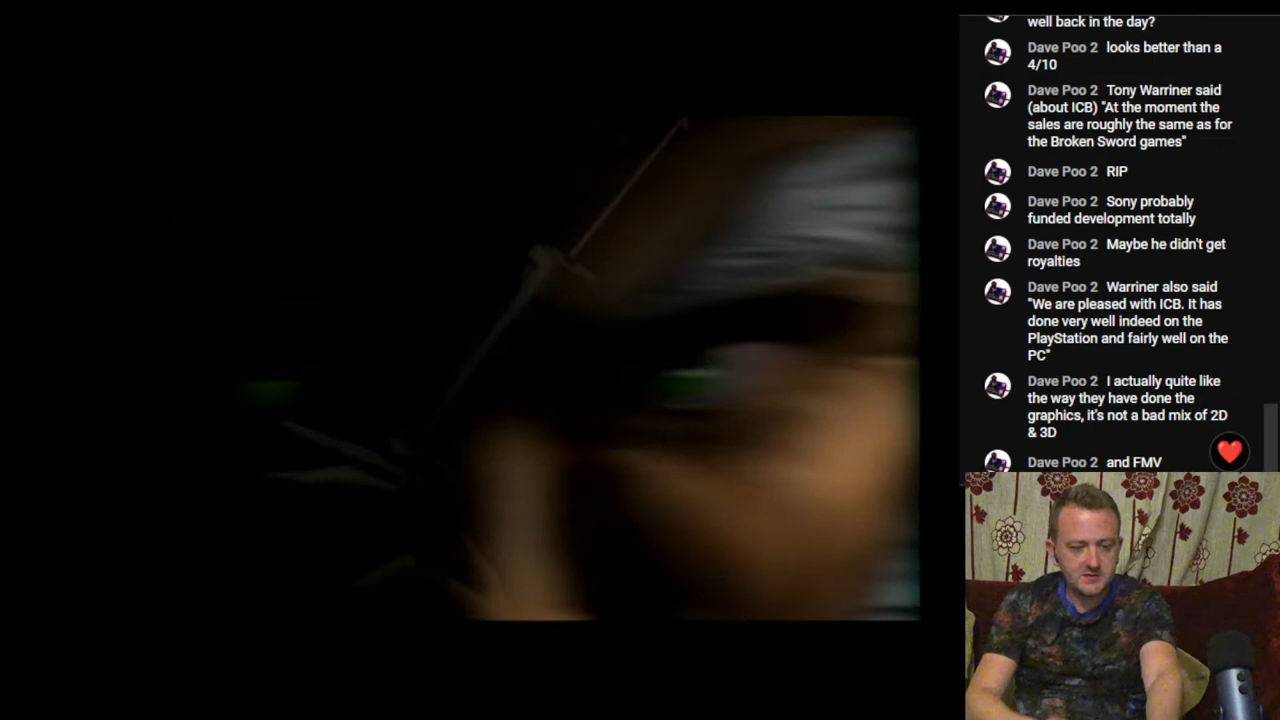 well back in the day?
Dave Poo 2 looks better than a
4/10
Dave Poo 2 Tony Warriner said
(about ICB) "At the moment the
sales are roughly the same as for
the Broken Sword games"
Dave Poo 2 RIP
Dave Poo 2 Sony probably
funded development totally
Dave Poo 2 Maybe he didn't get
royalties
Dave Poo 2 Warriner also said
"We are pleased with ICB. It has
done very well indeed on the
PlayStation and fairly well on the
PC"
Dave Poo 2 I actually quite like
the way they have done the
graphics, it's not a bad mix of 2D
& 3D
Dave Poo 2 and FMV